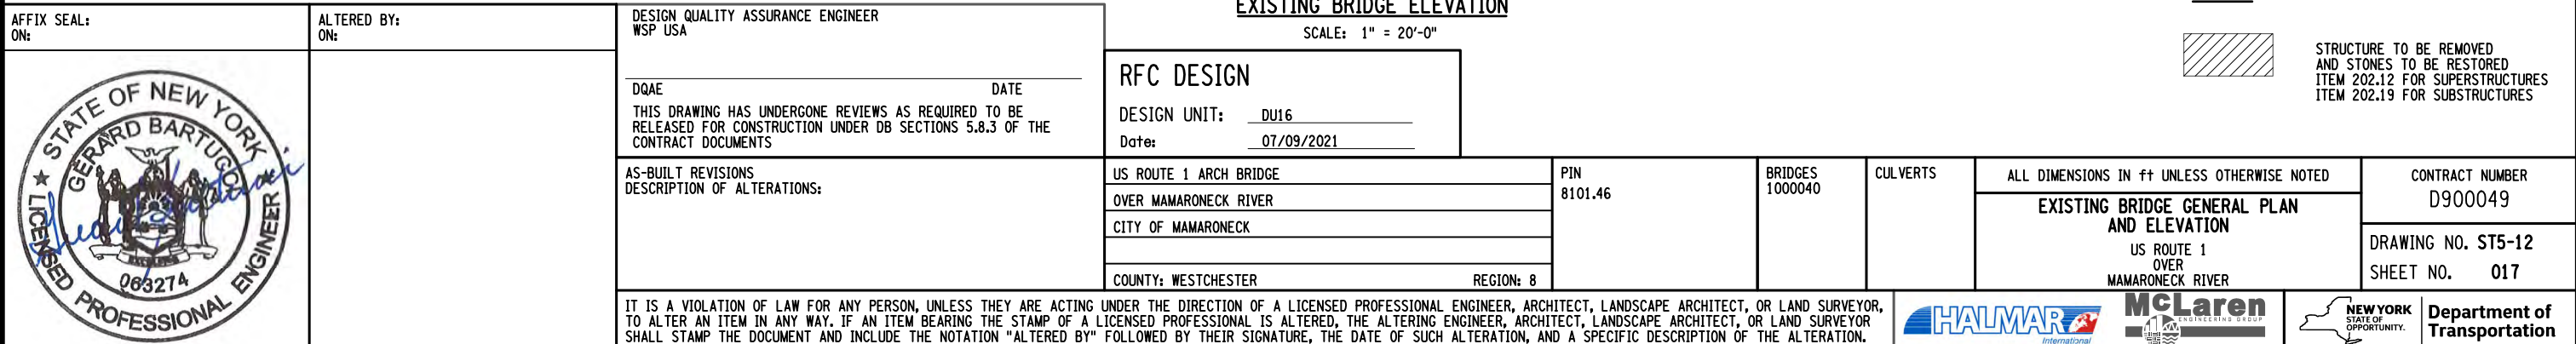 AFFIX SEAL:
ON:
ALTERED BY:
ON:
STATE OF NEW YORK
GERARD BARTUCCI
063274
★ LICENSED PROFESSIONAL ENGINEER ★
DESIGN QUALITY ASSURANCE ENGINEER
WSP USA
DQAE DATE
THIS DRAWING HAS UNDERGONE REVIEWS AS REQUIRED TO BE
RELEASED FOR CONSTRUCTION UNDER DB SECTIONS 5.8.3 OF THE
CONTRACT DOCUMENTS
AS-BUILT REVISIONS
DESCRIPTION OF ALTERATIONS:
EXISTING BRIDGE ELEVATION
SCALE: 1" = 20'-0"
RFC DESIGN
DESIGN UNIT: DU16
Date: 07/09/2021
STRUCTURE TO BE REMOVED
AND STONES TO BE RESTORED
ITEM 202.12 FOR SUPERSTRUCTURES
ITEM 202.19 FOR SUBSTRUCTURES
US ROUTE 1 ARCH BRIDGE
OVER MAMARONECK RIVER
CITY OF MAMARONECK
COUNTY: WESTCHESTER REGION: 8
PIN
8101.46
BRIDGES
1000040
CULVERTS
ALL DIMENSIONS IN ft UNLESS OTHERWISE NOTED
EXISTING BRIDGE GENERAL PLAN
AND ELEVATION
US ROUTE 1
OVER
MAMARONECK RIVER
CONTRACT NUMBER
D900049
DRAWING NO. ST5-12
SHEET NO. 017
IT IS A VIOLATION OF LAW FOR ANY PERSON, UNLESS THEY ARE ACTING UNDER THE DIRECTION OF A LICENSED PROFESSIONAL ENGINEER, ARCHITECT, LANDSCAPE ARCHITECT, OR LAND SURVEYOR,
TO ALTER AN ITEM IN ANY WAY. IF AN ITEM BEARING THE STAMP OF A LICENSED PROFESSIONAL IS ALTERED, THE ALTERING ENGINEER, ARCHITECT, LANDSCAPE ARCHITECT, OR LAND SURVEYOR
SHALL STAMP THE DOCUMENT AND INCLUDE THE NOTATION "ALTERED BY" FOLLOWED BY THEIR SIGNATURE, THE DATE OF SUCH ALTERATION, AND A SPECIFIC DESCRIPTION OF THE ALTERATION.
HALMAR
International
McLaren
ENGINEERING GROUP
NEW YORK
STATE OF
OPPORTUNITY.
Department of
Transportation